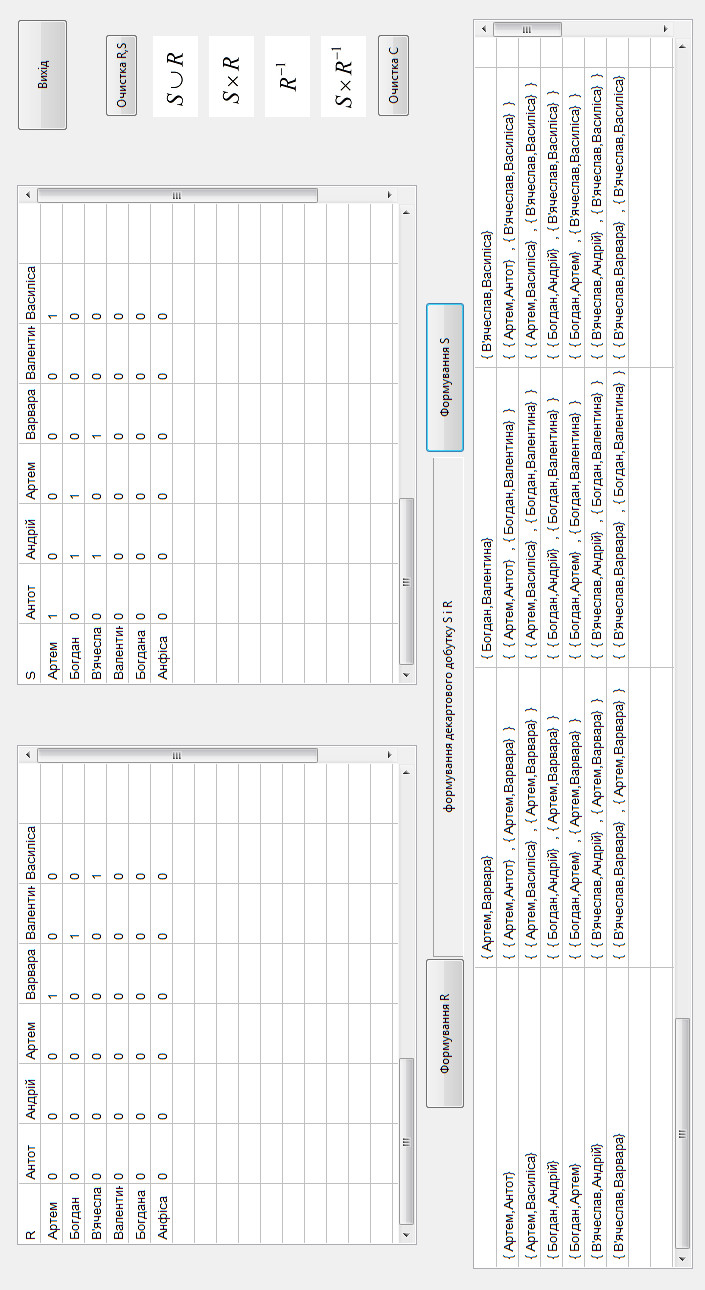 R Антот Андрій Артем Варвара Валентин Василіса
Артем 0 0 0 1 0 0
Богдан 0 0 0 0 1 0
В'ячесла 0 0 0 0 0 1
Валентин 0 0 0 0 0 0
Богдана 0 0 0 0 0 0
Анфіса 0 0 0 0 0 0
S Антот Андрій Артем Варвара Валентин Василіса
Артем 1 0 0 0 0 1
Богдан 0 1 1 0 0 0
В'ячесла 0 1 0 1 0 0
Валентин 0 0 0 0 0 0
Богдана 0 0 0 0 0 0
Анфіса 0 0 0 0 0 0
Вихід
Очистка R,S
S∪R
S×R
R⁻¹
S×R⁻¹
Очистка С
Формування R
формування декартового добутку S і R
Формування S
{ Артем,Варвара} { Богдан,Валентина} { В'ячеслав,Василіса}
{ Артем,Антот} { { Артем,Антот} , { Артем,Варвара} } { { Артем,Антот} , { Богдан,Валентина} } { { Артем,Антот} , { В'ячеслав,Василіса} }
{ Артем,Василіса} { { Артем,Василіса} , { Артем,Варвара} } { { Артем,Василіса} , { Богдан,Валентина} } { { Артем,Василіса} , { В'ячеслав,Василіса} }
{ Богдан,Андрій} { { Богдан,Андрій} , { Артем,Варвара} } { { Богдан,Андрій} , { Богдан,Валентина} } { { Богдан,Андрій} , { В'ячеслав,Василіса} }
{ Богдан,Артем} { { Богдан,Артем} , { Артем,Варвара} } { { Богдан,Артем} , { Богдан,Валентина} } { { Богдан,Артем} , { В'ячеслав,Василіса} }
{ В'ячеслав,Андрій} { { В'ячеслав,Андрій} , { Артем,Варвара} } { { В'ячеслав,Андрій} , { Богдан,Валентина} } { { В'ячеслав,Андрій} , { В'ячеслав,Василіса} }
{ В'ячеслав,Варвара} { { В'ячеслав,Варвара} , { Артем,Варвара} } { { В'ячеслав,Варвара} , { Богдан,Валентина} } { { В'ячеслав,Варвара} , { В'ячеслав,Василіса}